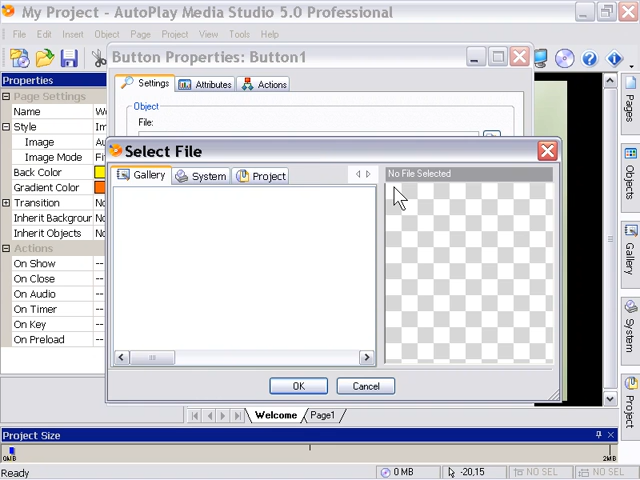 My Project - AutoPlay Media Studio 5.0 Professional
File Edit Insert Object Page Project View Tools Help
Button Properties: Button1
Properties
Settings Attributes Actions
Page Settings
Object
Name
File:
Style
Image
Image Mode
Back Color
Gradient Color
Transition
Inherit Backgrour
Inherit Objects
Actions
On Show
On Close
On Audio
On Timer
On Key
On Preload
Select File
Gallery System Project
No File Selected
OK Cancel
Pages
Objects
Gallery
System
Project
Welcome Page1
Project Size
0MB 2MB
Ready 0 MB -20,15 NO SEL NO SEL